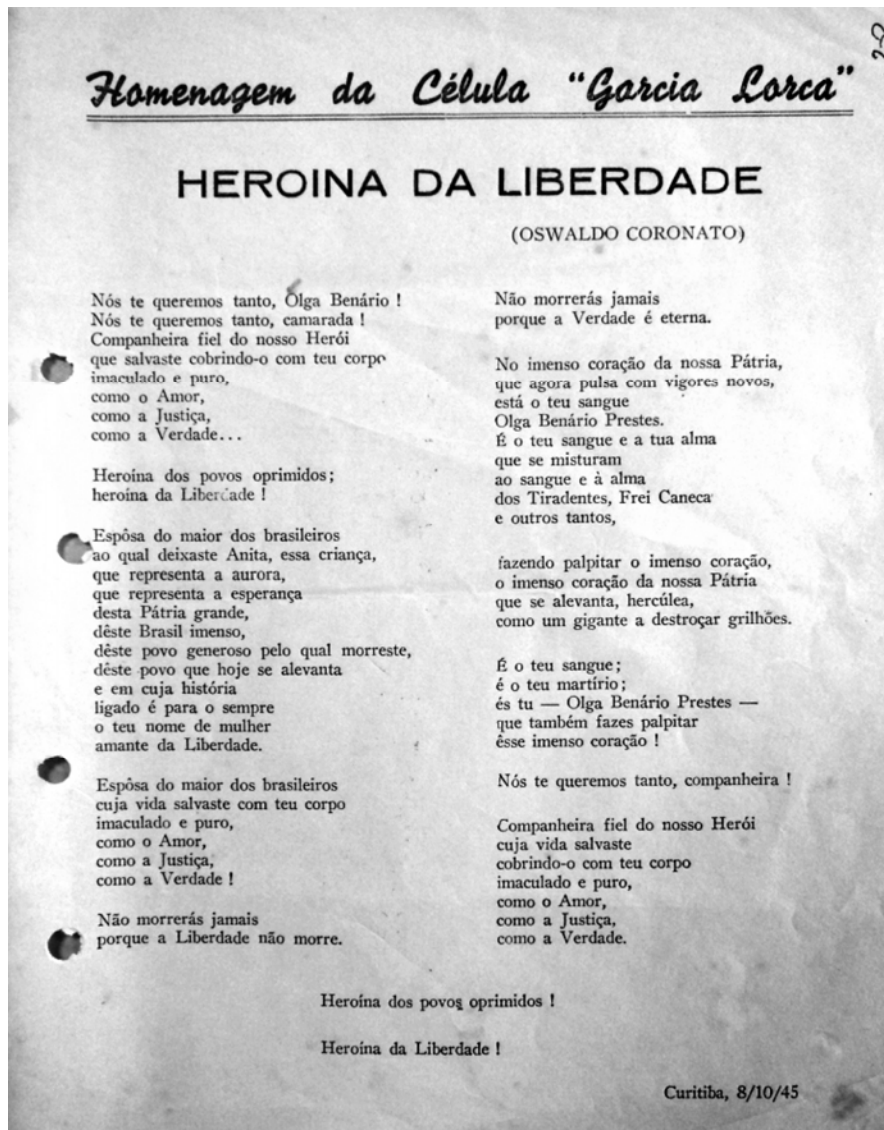 Homenagem da Célula "Garcia Lorca"
HEROINA DA LIBERDADE
(OSWALDO CORONATO)
Nós te queremos tanto, Olga Benário !
Nós te queremos tanto, camarada !
Companheira fiel do nosso Herói
que salvaste cobrindo-o com teu corpo
imaculado e puro,
como o Amor,
como a Justiça,
como a Verdade...
Heroína dos povos oprimidos;
heroina da Liberdade !
Espôsa do maior dos brasileiros
ao qual deixaste Anita, essa criança,
que representa a aurora,
que representa a esperança
desta Pátria grande,
dêste Brasil imenso,
dêste povo generoso pelo qual morreste,
dêste povo que hoje se alevanta
e em cuja história
ligado é para o sempre
o teu nome de mulher
amante da Liberdade.
Espôsa do maior dos brasileiros
cuja vida salvaste com teu corpo
imaculado e puro,
como o Amor,
como a Justiça,
como a Verdade !
Não morrerás jamais
porque a Liberdade não morre.
Não morrerás jamais
porque a Verdade é eterna.
No imenso coração da nossa Pátria,
que agora pulsa com vigores novos,
está o teu sangue
Olga Benário Prestes.
É o teu sangue e a tua alma
que se misturam
ao sangue e à alma
dos Tiradentes, Frei Caneca
e outros tantos,
fazendo palpitar o imenso coração,
o imenso coração da nossa Pátria
que se alevanta, hercúlea,
como um gigante a destroçar grilhões.
É o teu sangue;
é o teu martírio;
és tu — Olga Benário Prestes —
que também fazes palpitar
êsse imenso coração !
Nós te queremos tanto, companheira !
Companheira fiel do nosso Herói
cuja vida salvaste
cobrindo-o com teu corpo
imaculado e puro,
como o Amor,
como a Justiça,
como a Verdade.
Heroína dos povos oprimidos !
Heroína da Liberdade !
Curitiba, 8/10/45